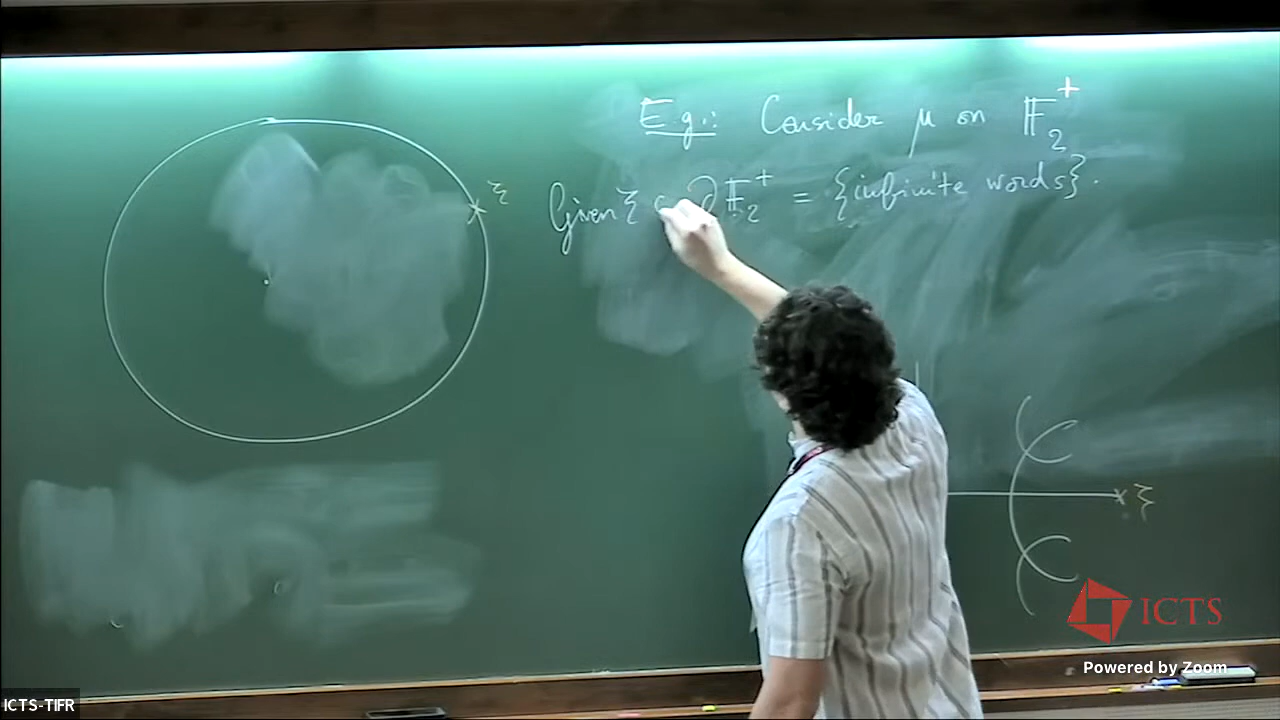 E.g.: Consider μ on 𝔽₂⁺
Given ξ ∈ ∂𝔽₂⁺ = {infinite words}.
ξ
ξ
ICTS
Powered by Zoom
ICTS-TIFR